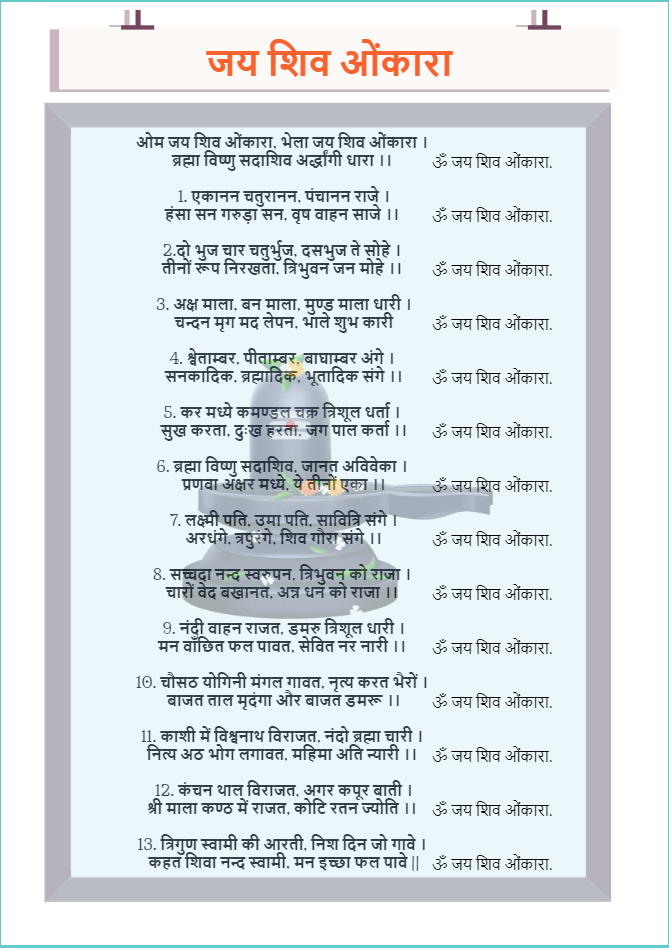 जय शिव ओंकारा
ओम जय शिव ओंकारा, भेला जय शिव ओंकारा ।
ब्रह्मा विष्णु सदाशिव अर्द्धांगी धारा ।। ॐ जय शिव ओंकारा.
1. एकानन चतुरानन, पंचानन राजे ।
हंसा सन गरुड़ा सन, वृष वाहन साजे ।। ॐ जय शिव ओंकारा.
2.दो भुज चार चतुर्भुज, दसभुज ते सोहे ।
तीनों रूप निरखता, त्रिभुवन जन मोहे ।। ॐ जय शिव ओंकारा.
3. अक्ष माला, बन माला, मुण्ड माला धारी ।
चन्दन मृग मद लेपन, भाले शुभ कारी ॐ जय शिव ओंकारा.
4. श्वेताम्बर, पीताम्बर, बाघाम्बर अंगे ।
सनकादिक, ब्रह्मादिक, भूतादिक संगे ।। ॐ जय शिव ओंकारा.
5. कर मध्ये कमण्डल चक्र त्रिशूल धर्ता ।
सुख करता, दुःख हरता, जग पाल कर्ता ।। ॐ जय शिव ओंकारा.
6. ब्रह्मा विष्णु सदाशिव, जानत अविवेका ।
प्रणवा अक्षर मध्ये, ये तीनों एका ।। ॐ जय शिव ओंकारा.
7. लक्ष्मी पति, उमा पति, सावित्रि संगे ।
अरधंगे, त्रपुरंगे, शिव गौरा संगे ।। ॐ जय शिव ओंकारा.
8. सच्चदा नन्द स्वरुपन, त्रिभुवन को राजा ।
चारों वेद बखानत, अन्न धन को राजा ।। ॐ जय शिव ओंकारा.
9. नंदी वाहन राजत, डमरु त्रिशूल धारी ।
मन वाँछित फल पावत, सेवित नर नारी ।। ॐ जय शिव ओंकारा.
10. चौसठ योगिनी मंगल गावत, नृत्य करत भैरों ।
बाजत ताल मृदंगा और बाजत डमरू ।। ॐ जय शिव ओंकारा.
11. काशी में विश्वनाथ विराजत, नंदो ब्रह्मा चारी ।
नित्य अठ भोग लगावत, महिमा अति न्यारी ।। ॐ जय शिव ओंकारा.
12. कंचन थाल विराजत, अगर कपूर बाती ।
श्री माला कण्ठ में राजत, कोटि रतन ज्योति ।। ॐ जय शिव ओंकारा.
13. त्रिगुण स्वामी की आरती, निश दिन जो गावे ।
कहत शिवा नन्द स्वामी, मन इच्छा फल पावे || ॐ जय शिव ओंकारा.